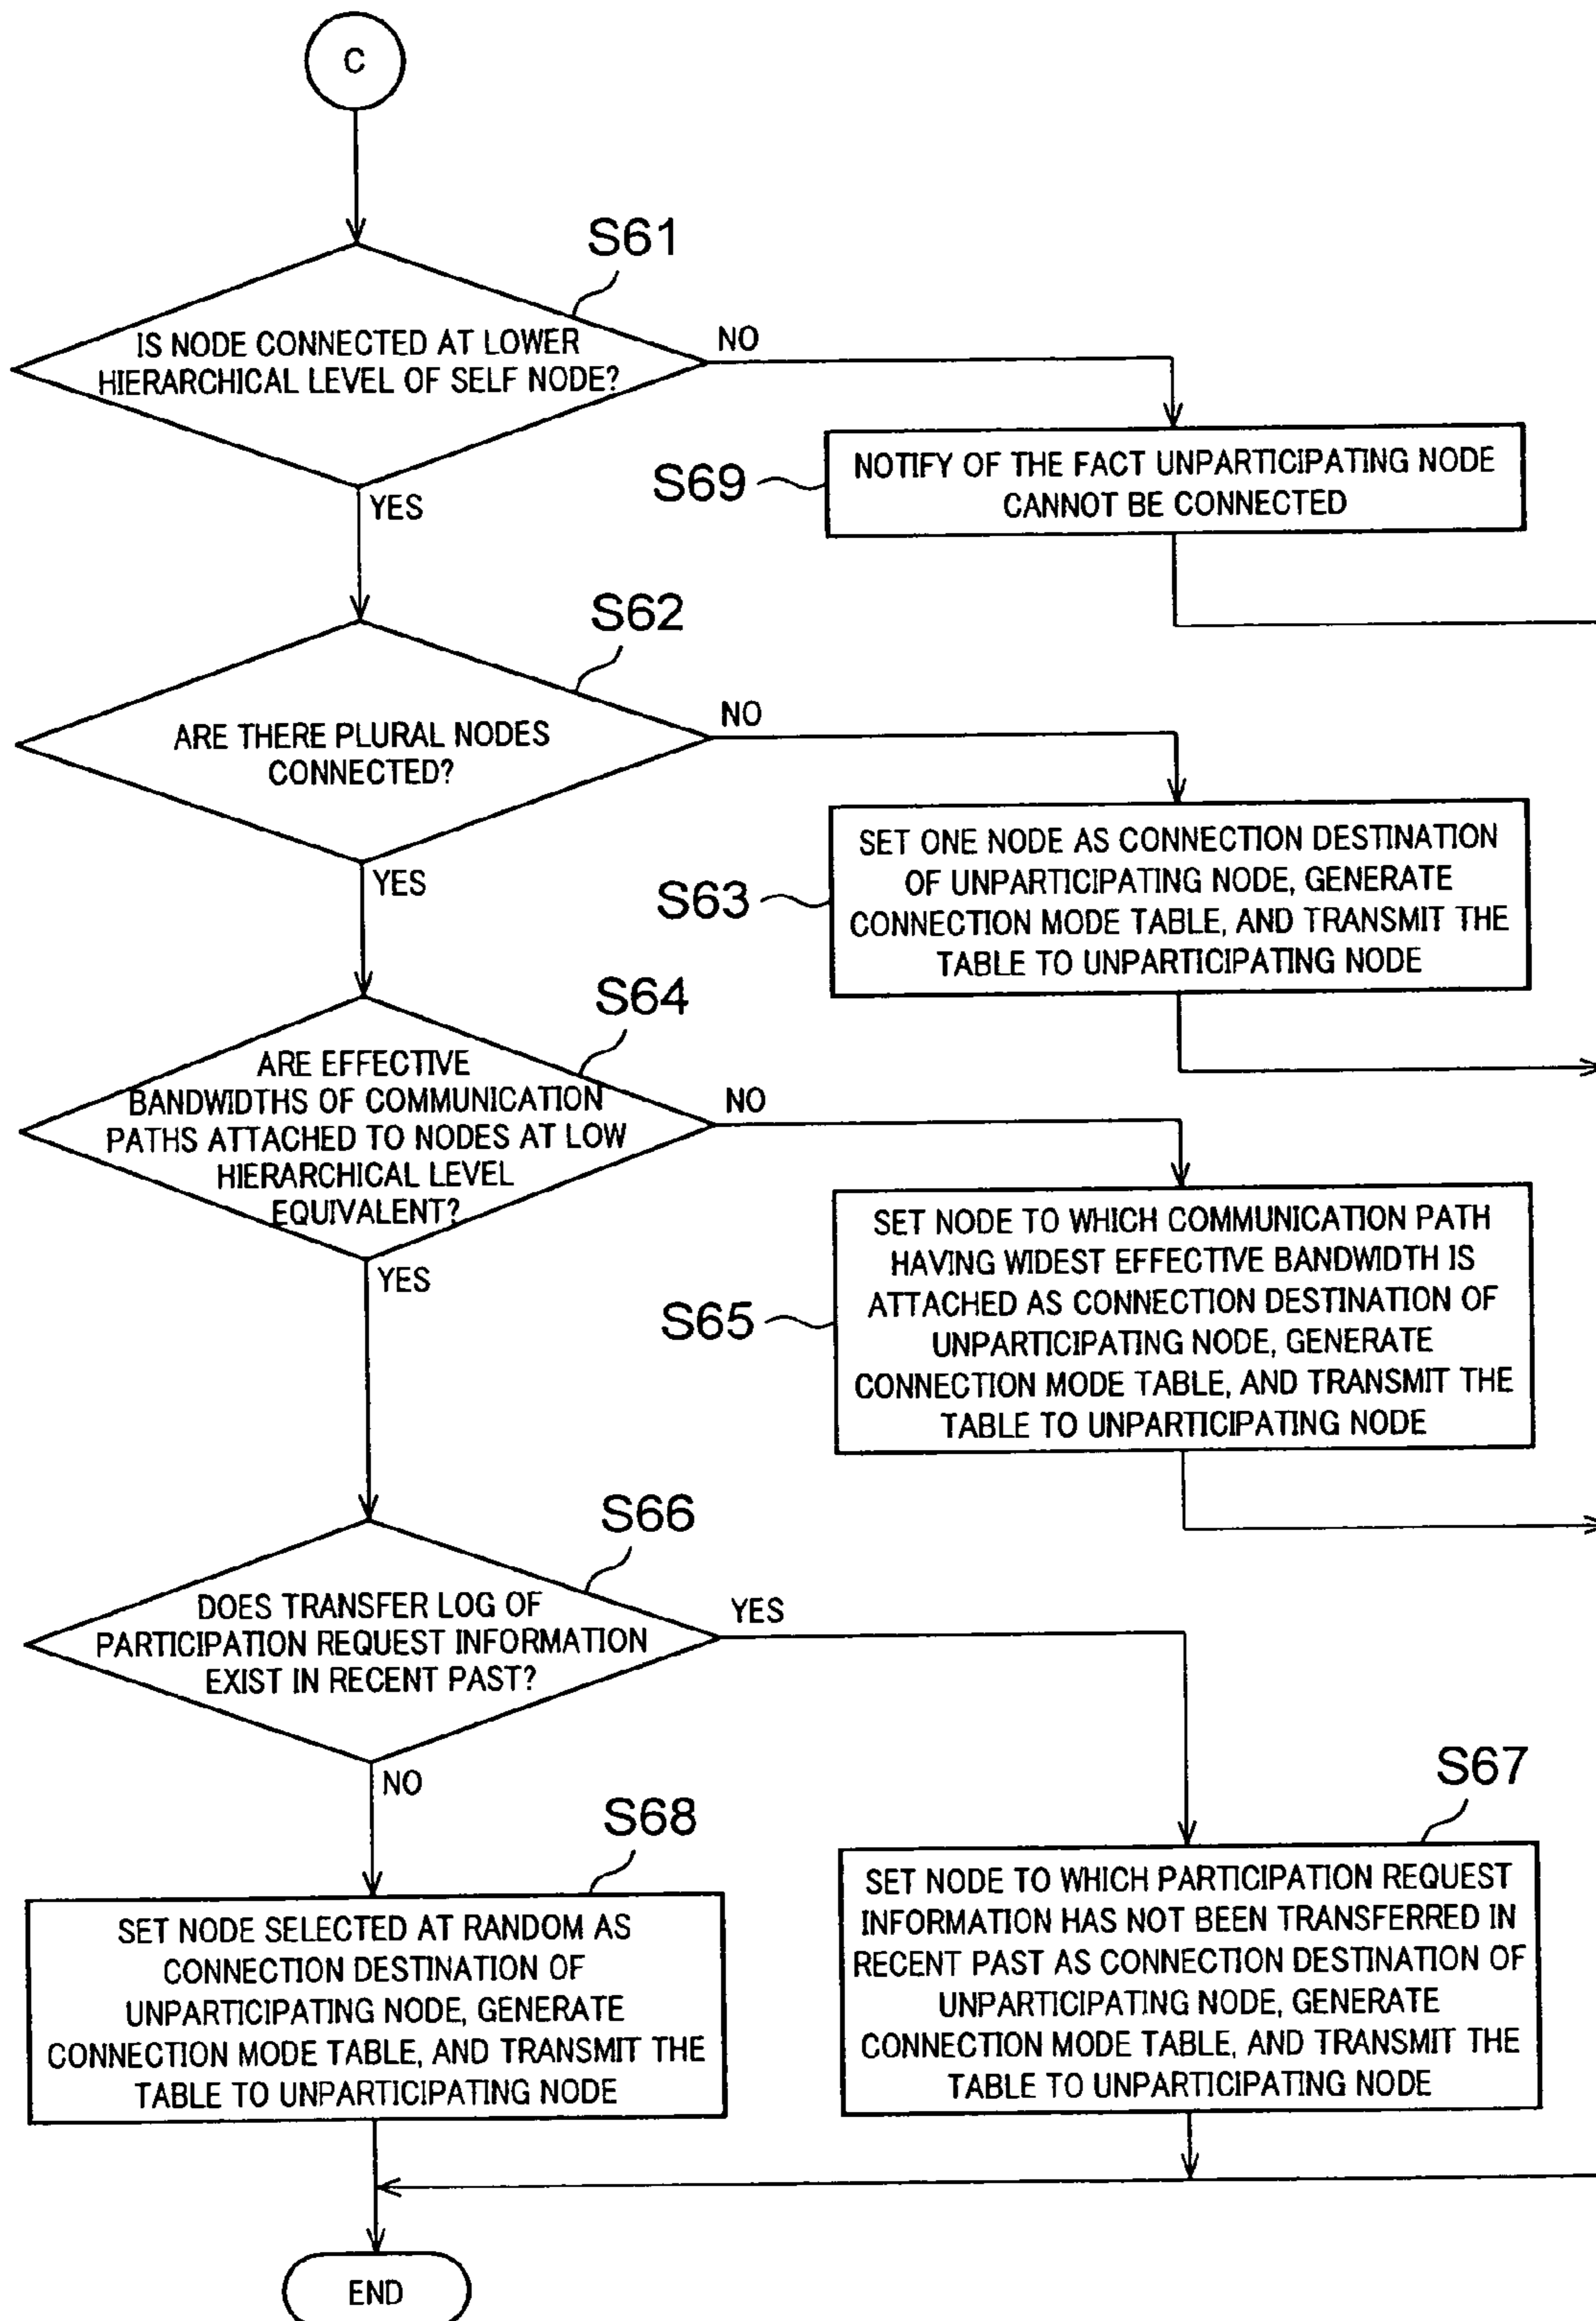 C
S61
IS NODE CONNECTED AT LOWER
HIERARCHICAL LEVEL OF SELF NODE?
NO
YES
S69
NOTIFY OF THE FACT UNPARTICIPATING NODE
CANNOT BE CONNECTED
S62
ARE THERE PLURAL NODES
CONNECTED?
NO
YES
S63
SET ONE NODE AS CONNECTION DESTINATION
OF UNPARTICIPATING NODE, GENERATE
CONNECTION MODE TABLE, AND TRANSMIT THE
TABLE TO UNPARTICIPATING NODE
S64
ARE EFFECTIVE
BANDWIDTHS OF COMMUNICATION
PATHS ATTACHED TO NODES AT LOW
HIERARCHICAL LEVEL
EQUIVALENT?
NO
YES
S65
SET NODE TO WHICH COMMUNICATION PATH
HAVING WIDEST EFFECTIVE BANDWIDTH IS
ATTACHED AS CONNECTION DESTINATION OF
UNPARTICIPATING NODE, GENERATE
CONNECTION MODE TABLE, AND TRANSMIT THE
TABLE TO UNPARTICIPATING NODE
S66
DOES TRANSFER LOG OF
PARTICIPATION REQUEST INFORMATION
EXIST IN RECENT PAST?
YES
NO
S68
SET NODE SELECTED AT RANDOM AS
CONNECTION DESTINATION OF
UNPARTICIPATING NODE, GENERATE
CONNECTION MODE TABLE, AND TRANSMIT THE
TABLE TO UNPARTICIPATING NODE
S67
SET NODE TO WHICH PARTICIPATION REQUEST
INFORMATION HAS NOT BEEN TRANSFERRED IN
RECENT PAST AS CONNECTION DESTINATION OF
UNPARTICIPATING NODE, GENERATE
CONNECTION MODE TABLE, AND TRANSMIT THE
TABLE TO UNPARTICIPATING NODE
END